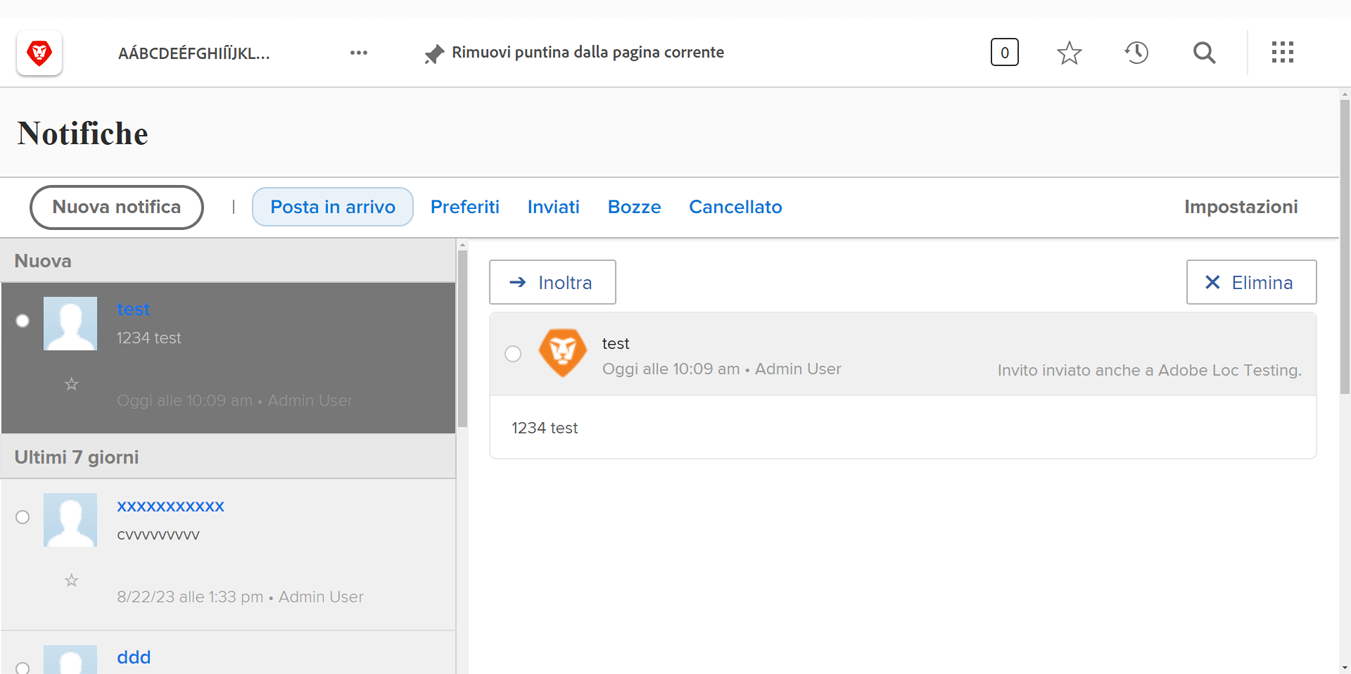 AÁBCDEÉFGHIÍÏJKL...
Rimuovi puntina dalla pagina corrente
0
Notifiche
Nuova notifica
Posta in arrivo
Preferiti
Inviati
Bozze
Cancellato
Impostazioni
Nuova
test
1234 test
Oggi alle 10:09 am • Admin User
Ultimi 7 giorni
xxxxxxxxxxx
cvvvvvvvvv
8/22/23 alle 1:33 pm • Admin User
ddd
Inoltra
Elimina
test
Oggi alle 10:09 am • Admin User
Invito inviato anche a Adobe Loc Testing.
1234 test